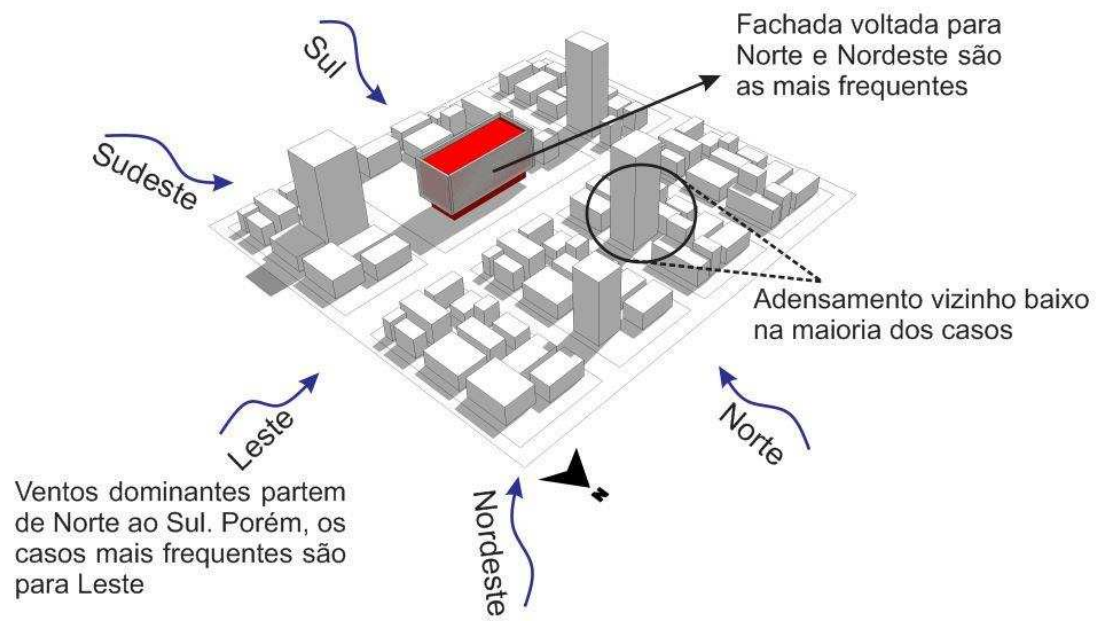 Fachada voltada para
Norte e Nordeste são
as mais frequentes
Sul
Sudeste
Adensamento vizinho baixo
na maioria dos casos
Leste
Norte
Ventos dominantes partem
de Norte ao Sul. Porém, os
casos mais frequentes são
para Leste
Nordeste
N